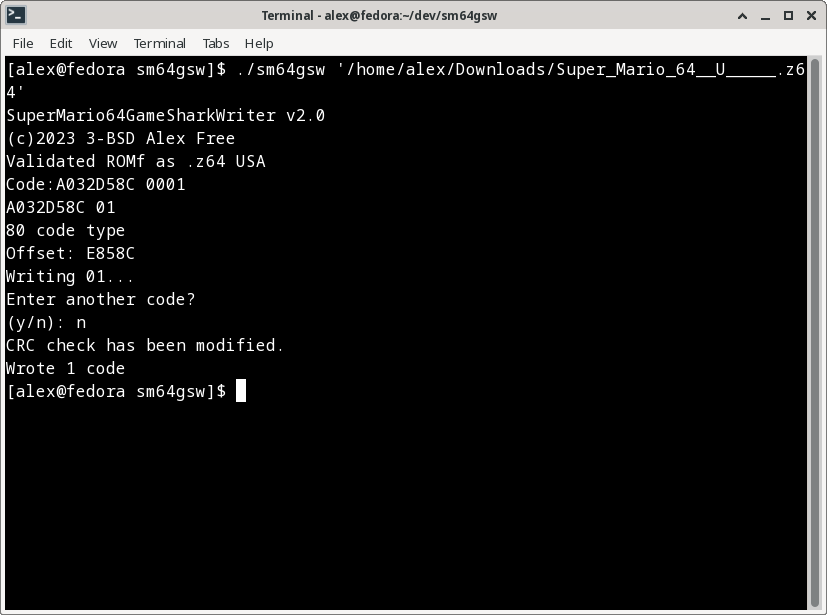 Terminal - alex@fedora:~/dev/sm64gsw
File Edit View Terminal Tabs Help
[alex@fedora sm64gsw]$ ./sm64gsw '/home/alex/Downloads/Super_Mario_64__U_____.z6
4'
SuperMario64GameSharkWriter v2.0
(c)2023 3-BSD Alex Free
Validated ROMf as .z64 USA
Code:A032D58C 0001
A032D58C 01
80 code type
Offset: E858C
Writing 01...
Enter another code?
(y/n): n
CRC check has been modified.
Wrote 1 code
[alex@fedora sm64gsw]$